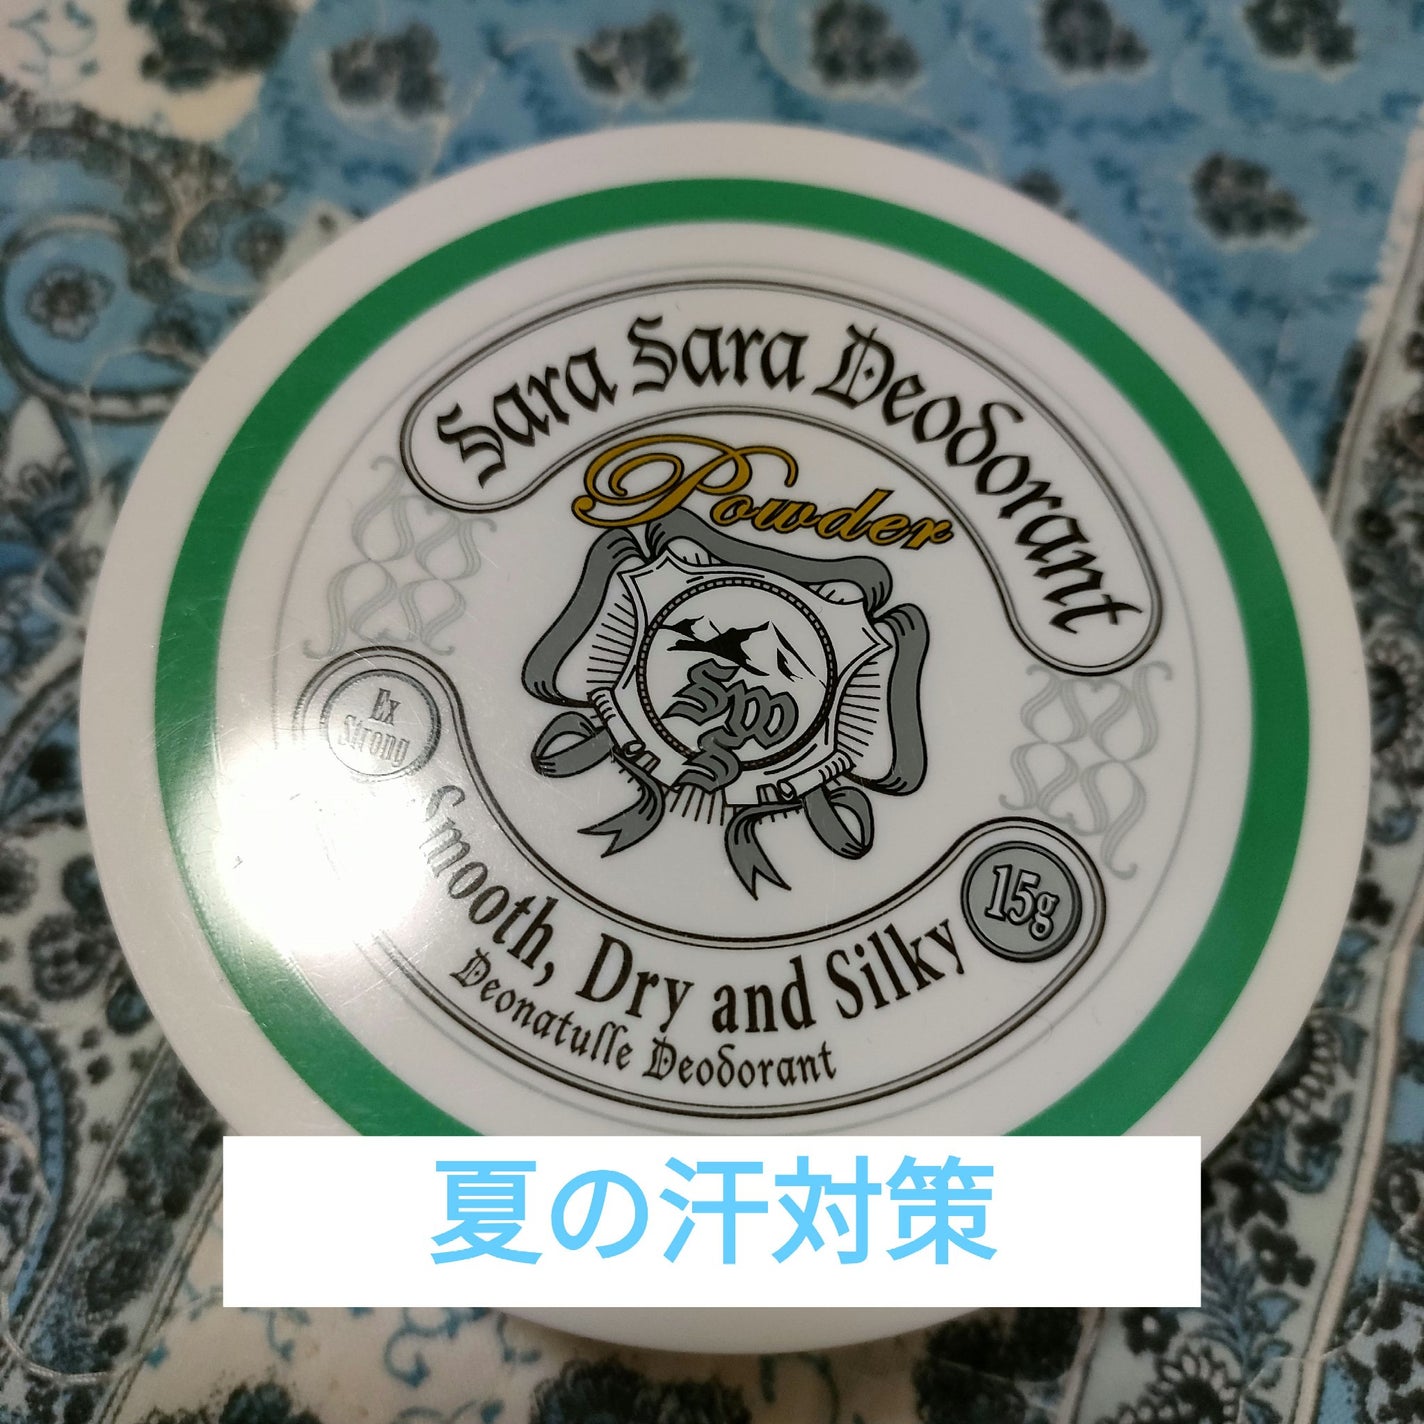 Sara Sara Deodorant
Powder
Ex
Strong
Smooth, Dry and Silky
15g
Deonatulle Deodorant
夏の汗対策